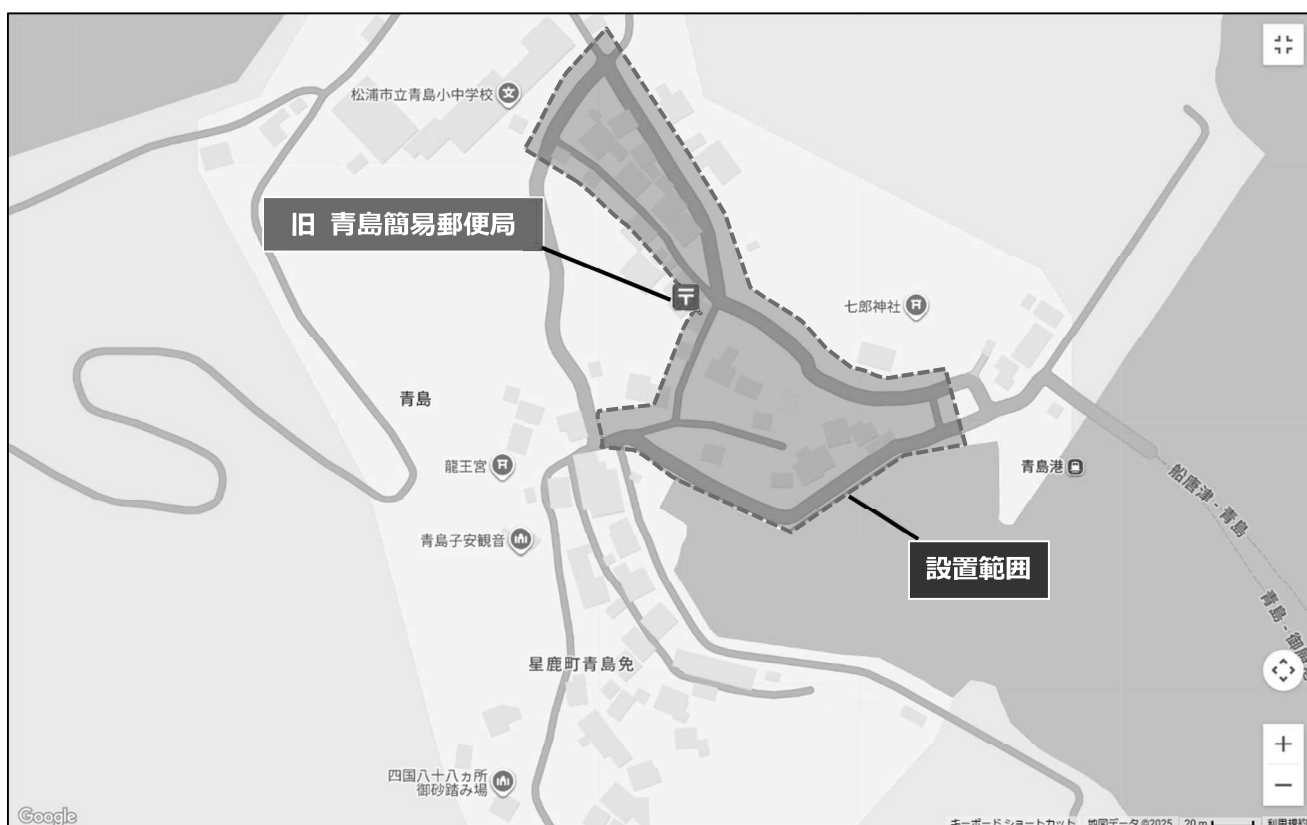 松浦市立青島小中学校
旧 青島簡易郵便局
七郎神社
青島
龍王宮
青島港
船唐津 - 青島
青島子安観音
設置範囲
星鹿町青島免
四国八十八ヵ所
御砂踏み場
Google
キーボード ショートカット 地図データ ©2025 20 m 利用規約